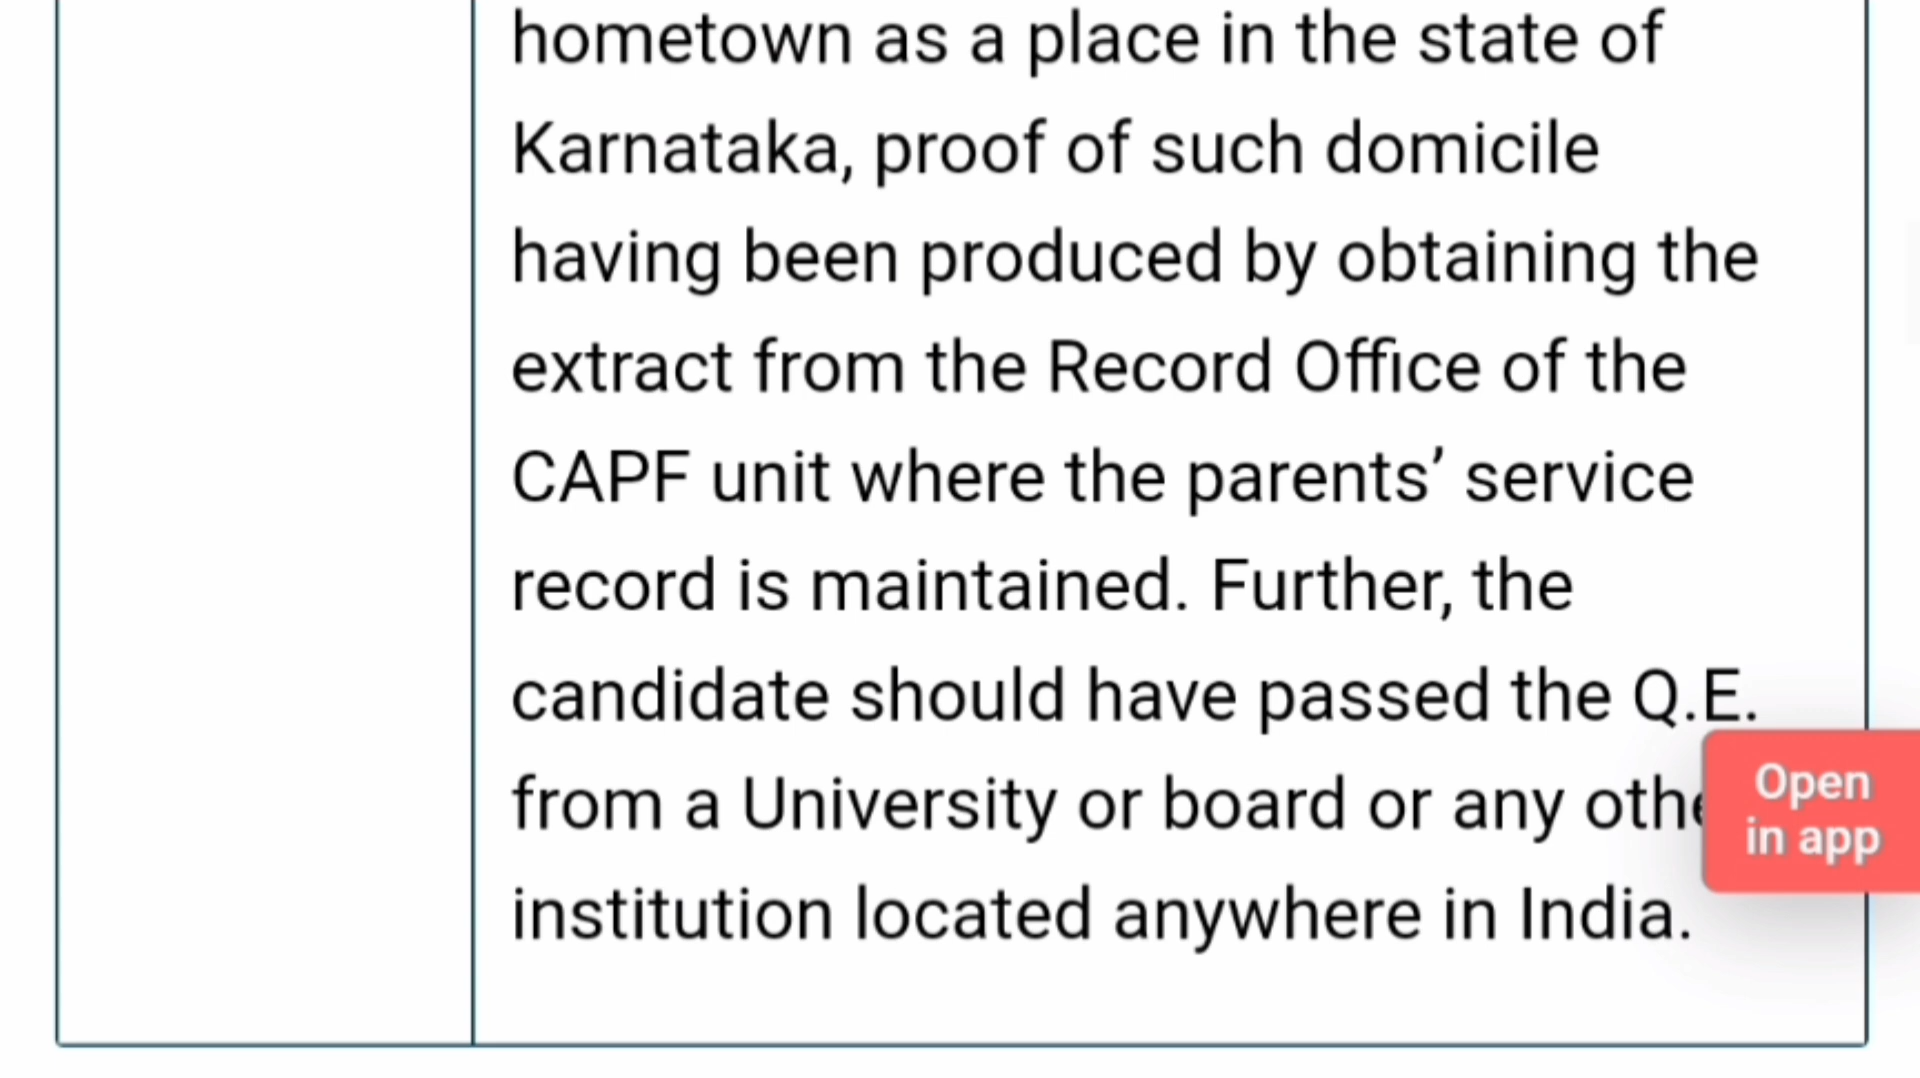 hometown as a place in the state of
Karnataka, proof of such domicile
having been produced by obtaining the
extract from the Record Office of the
CAPF unit where the parents’ service
record is maintained. Further, the
candidate should have passed the Q.E.
from a University or board or any
institution located anywhere in India.
Open
in app